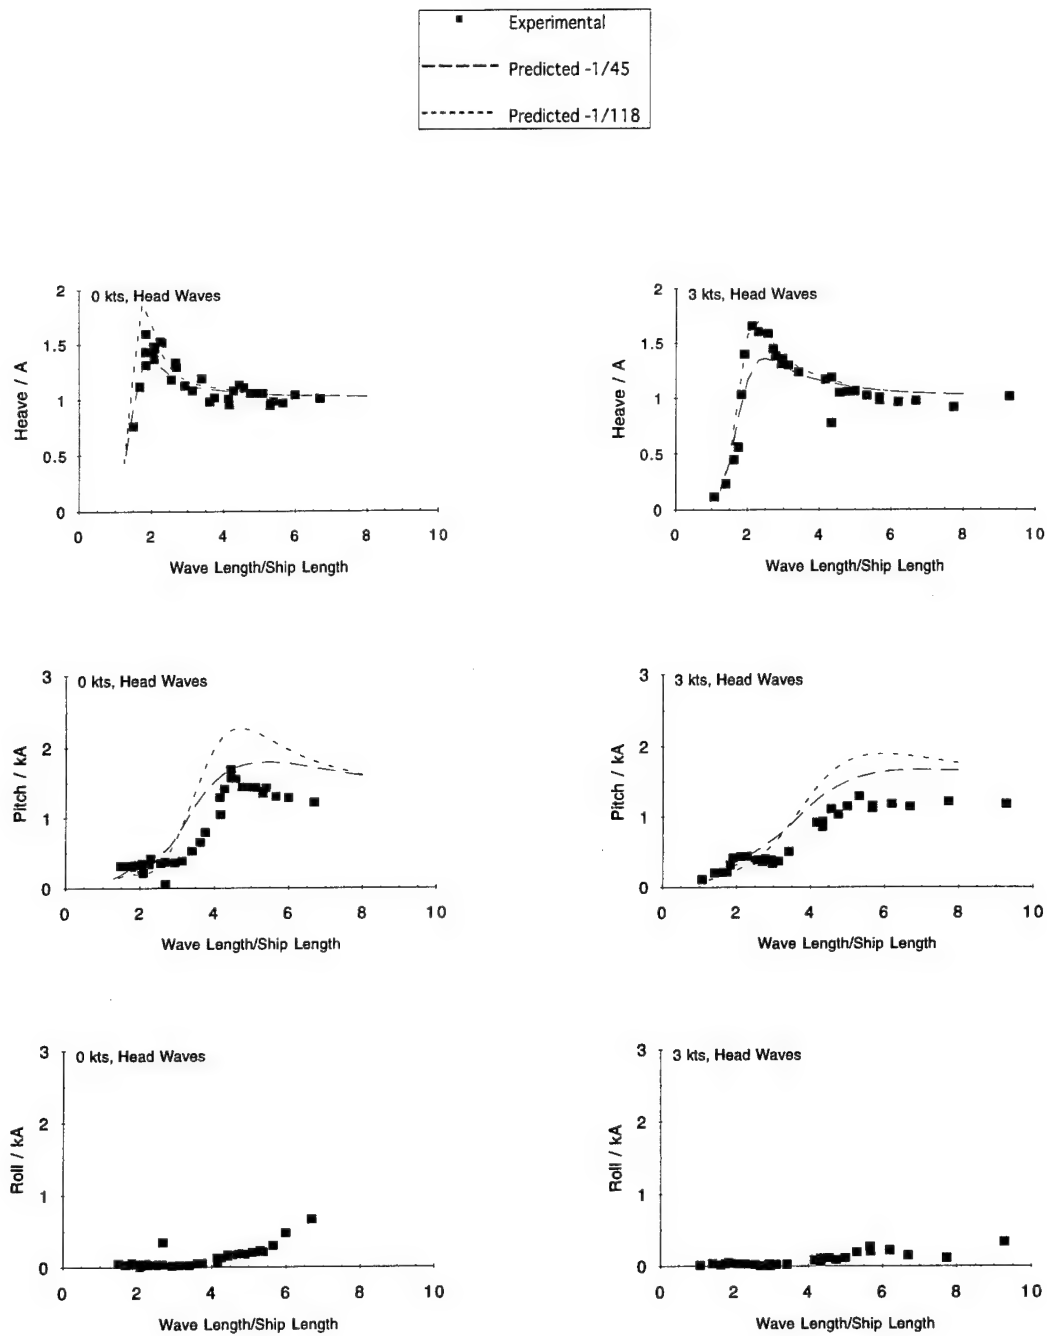 Experimental
Predicted -1/45
Predicted -1/118
0 kts, Head Waves
Heave / A
2
1.5
1
0.5
0
0 2 4 6 8 10
Wave Length/Ship Length
3 kts, Head Waves
Heave / A
2
1.5
1
0.5
0
0 2 4 6 8 10
Wave Length/Ship Length
0 kts, Head Waves
Pitch / kA
3
2
1
0
0 2 4 6 8 10
Wave Length/Ship Length
3 kts, Head Waves
Pitch / kA
3
2
1
0
0 2 4 6 8 10
Wave Length/Ship Length
0 kts, Head Waves
Roll / kA
3
2
1
0
0 2 4 6 8 10
Wave Length/Ship Length
3 kts, Head Waves
Roll / kA
3
2
1
0
0 2 4 6 8 10
Wave Length/Ship Length